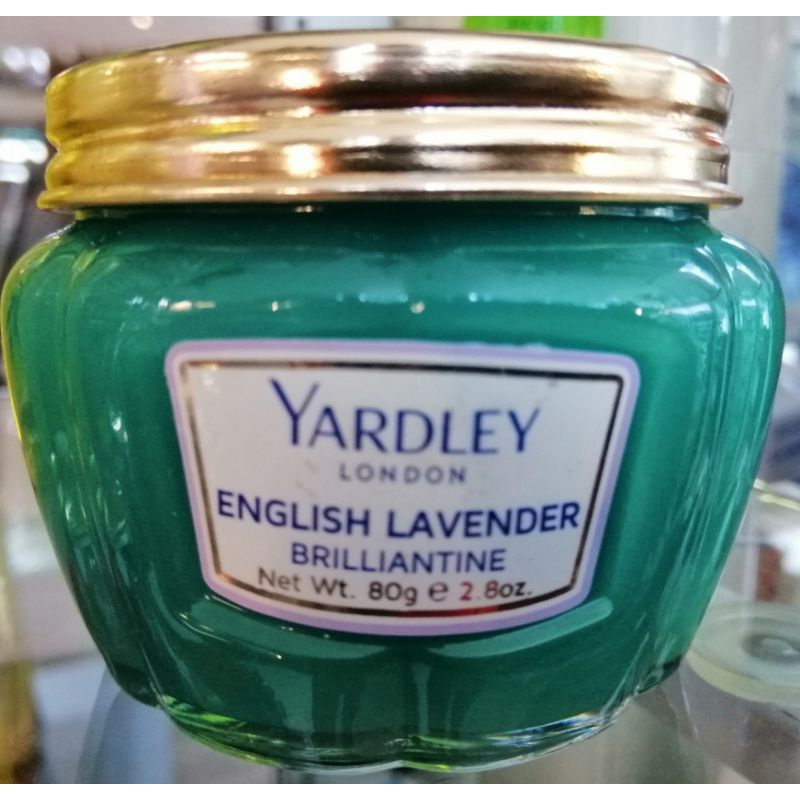 YARDLEY
LONDON
ENGLISH LAVENDER
BRILLIANTINE
Net Wt. 80g e 2.8oz.